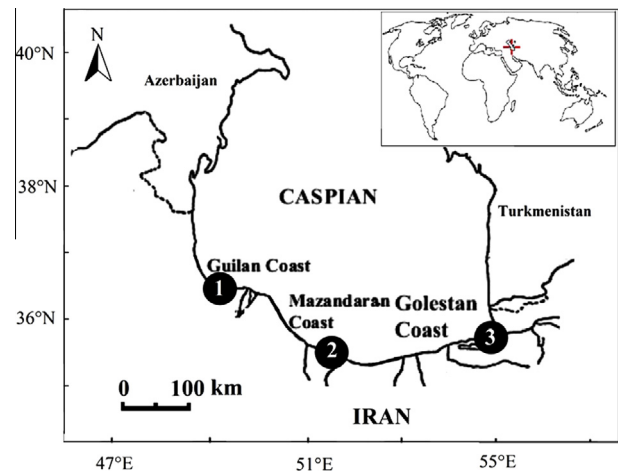 40°N
N
Azerbaijan
38°N
CASPIAN
Turkmenistan
Guilan Coast
1
36°N
Mazandaran
Coast
2
Golestan
Coast
3
0 100 km
IRAN
47°E 51°E 55°E